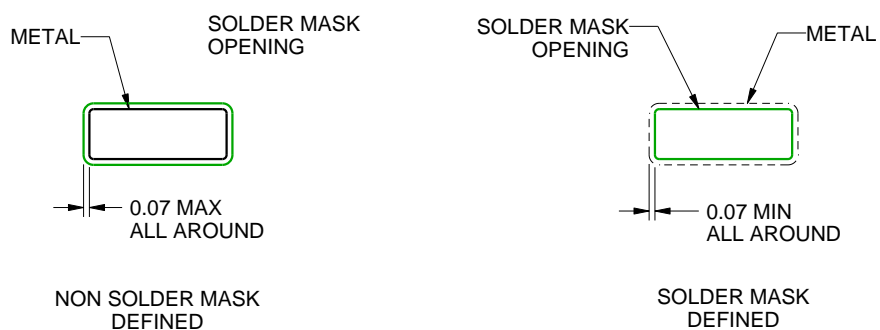 METAL
SOLDER MASK
OPENING
0.07 MAX
ALL AROUND
NON SOLDER MASK
DEFINED
SOLDER MASK
OPENING
METAL
0.07 MIN
ALL AROUND
SOLDER MASK
DEFINED